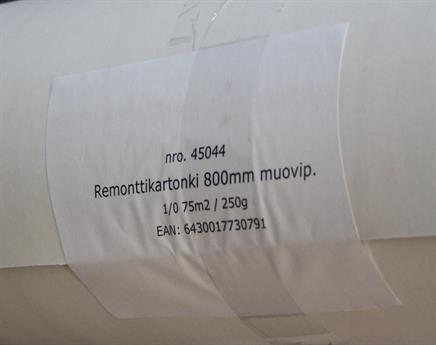 nro. 45044
Remonttikartonki 800mm muovip.
1/0 75m2 / 250g
EAN: 6430017730791